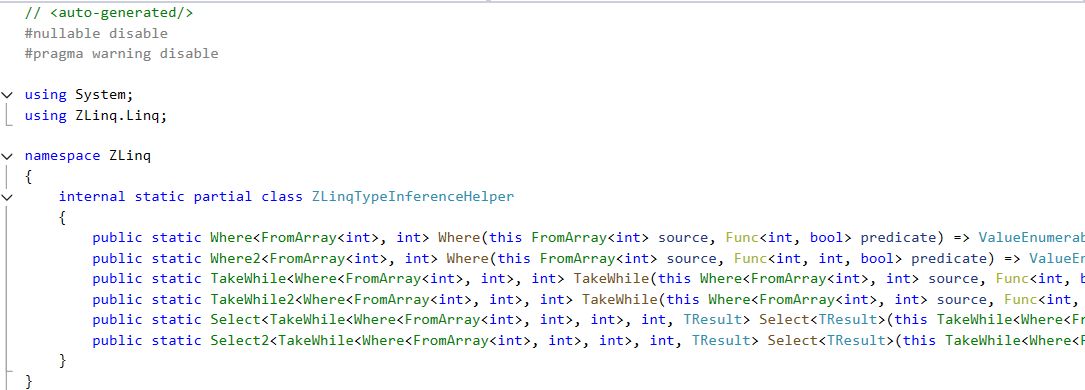 // <auto-generated/>
#nullable disable
#pragma warning disable
using System;
using ZLinq.Linq;
namespace ZLinq
{
internal static partial class ZLinqTypeInferenceHelper
{
public static Where<FromArray<int>, int> Where(this FromArray<int> source, Func<int, bool> predicate) => ValueEnumerab
public static Where2<FromArray<int>, int> Where(this FromArray<int> source, Func<int, int, bool> predicate) => ValueEn
public static TakeWhile<Where<FromArray<int>, int>, int> TakeWhile(this Where<FromArray<int>, int> source, Func<int, b
public static TakeWhile2<Where<FromArray<int>, int>, int> TakeWhile(this Where<FromArray<int>, int> source, Func<int,
public static Select<TakeWhile<Where<FromArray<int>, int>, int>, int, TResult> Select<TResult>(this TakeWhile<Where<Fr
public static Select2<TakeWhile<Where<FromArray<int>, int>, int>, int, TResult> Select<TResult>(this TakeWhile<Where<F
}
}